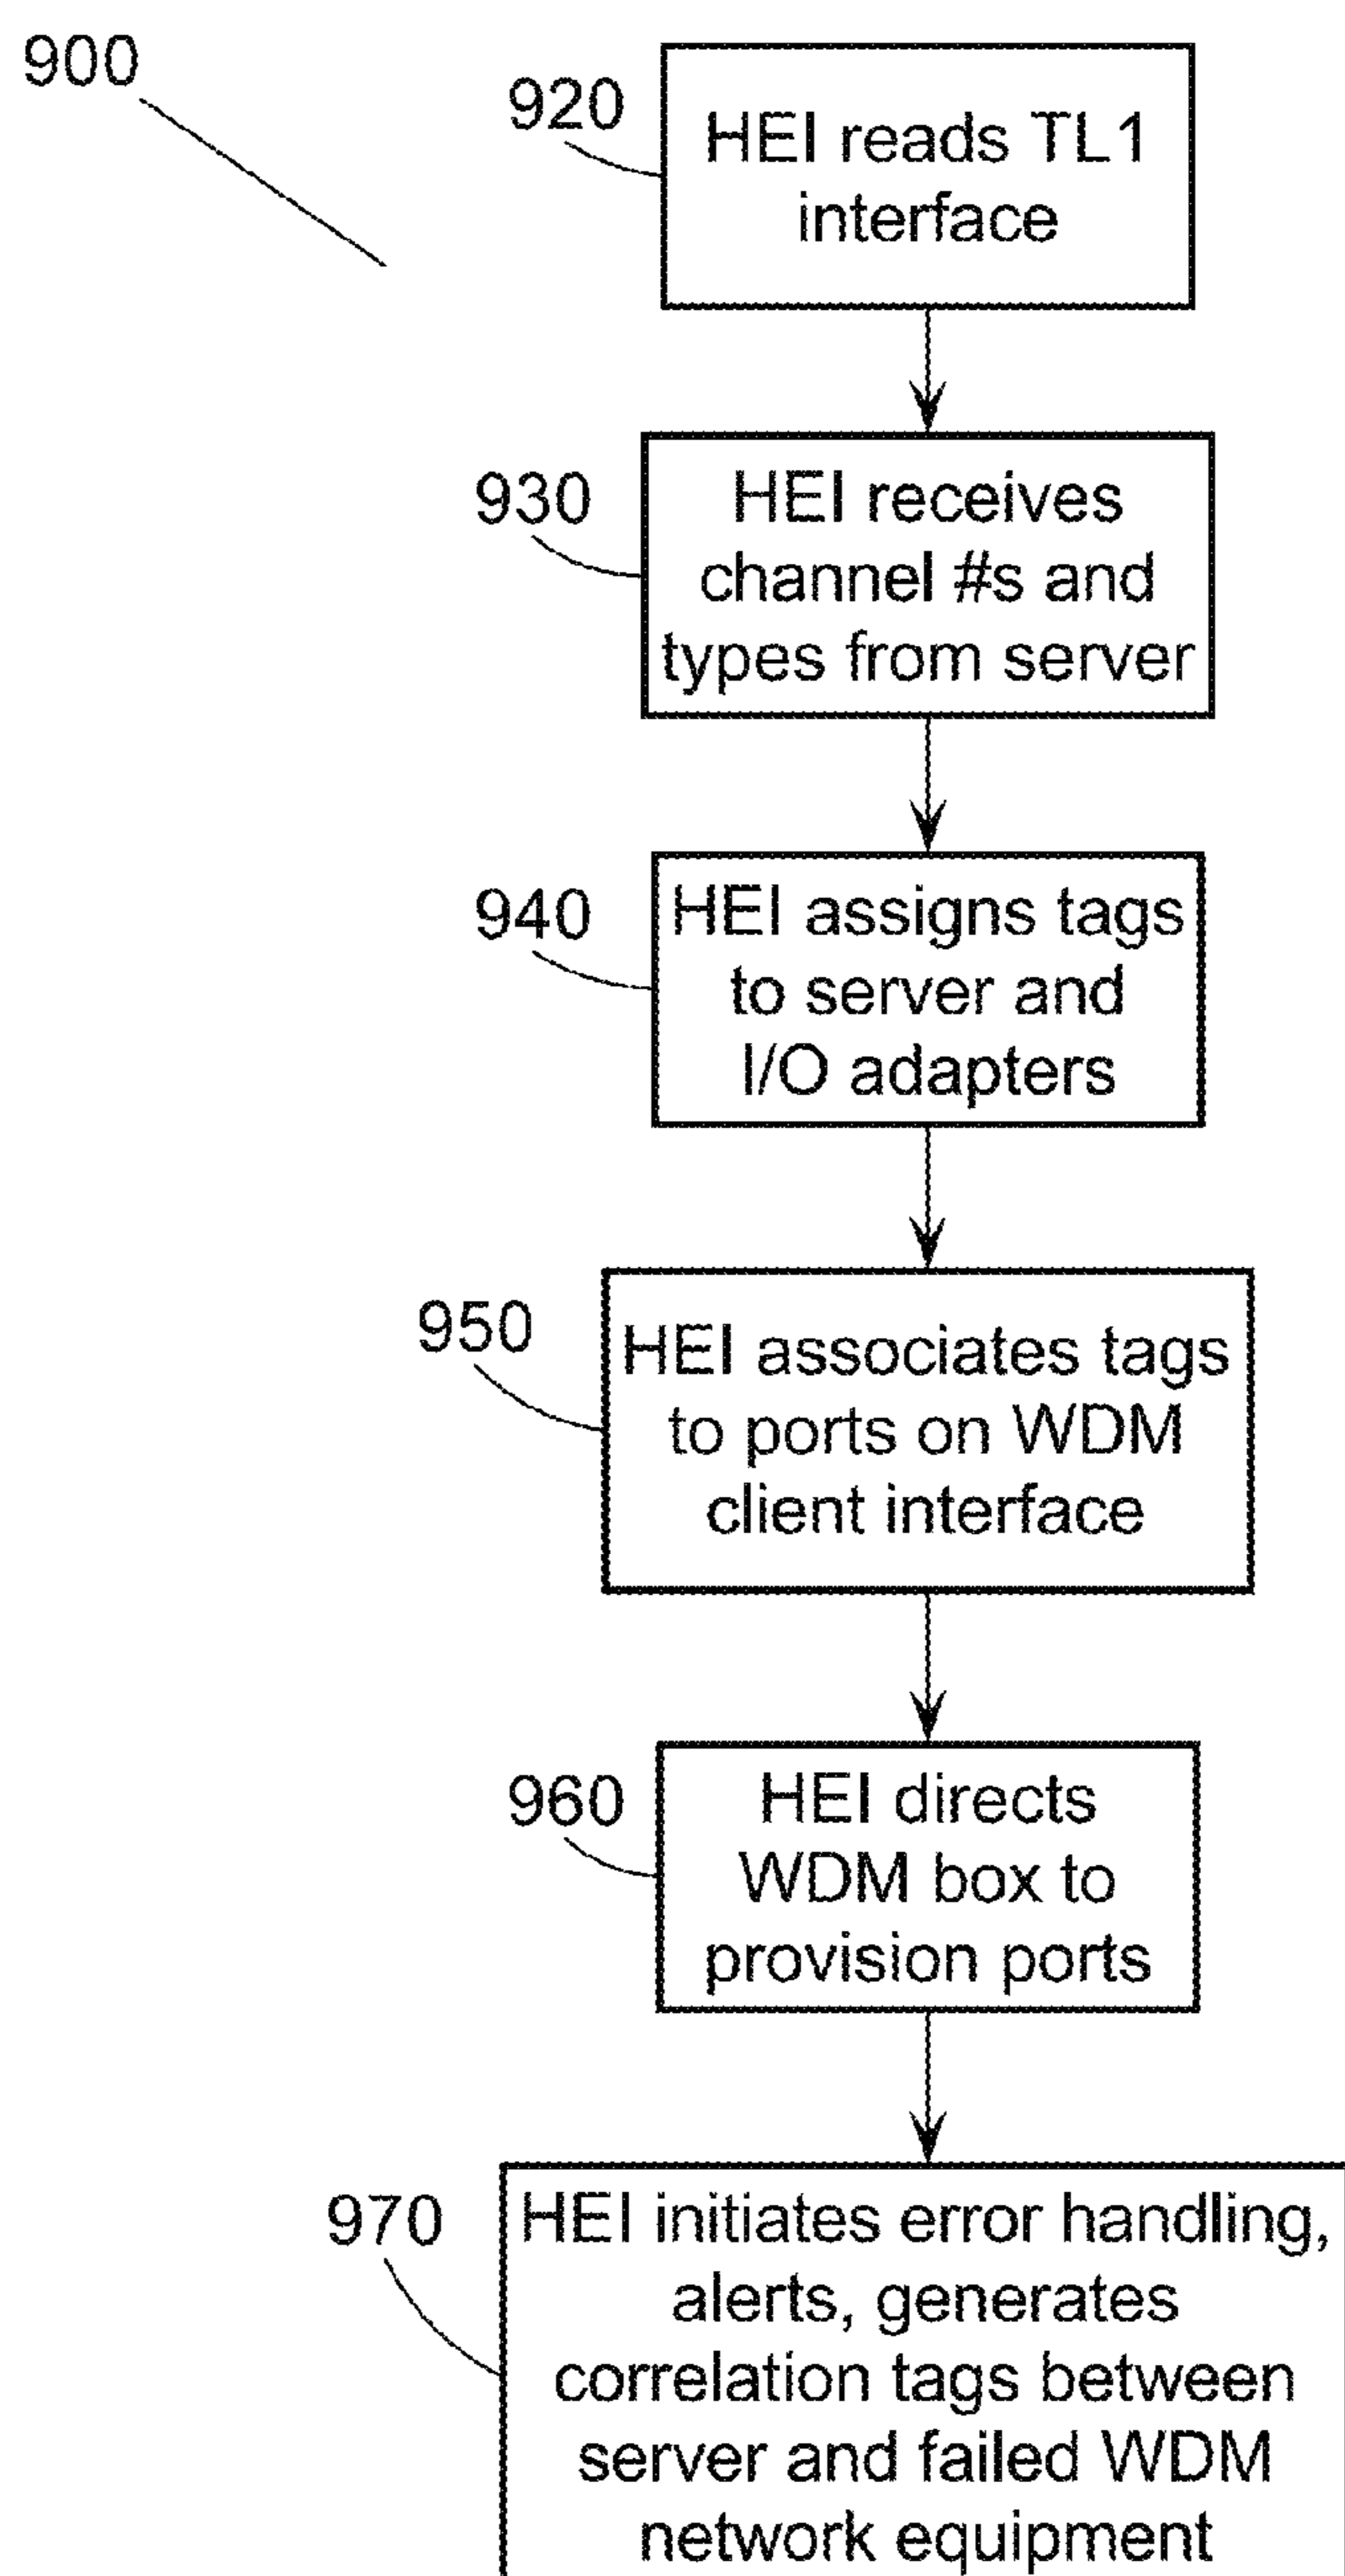 900
920
HEI reads TL1
interface
930
HEI receives
channel #s and
types from server
940
HEI assigns tags
to server and
I/O adapters
950
HEI associates tags
to ports on WDM
client interface
960
HEI directs
WDM box to
provision ports
970
HEI initiates error handling,
alerts, generates
correlation tags between
server and failed WDM
network equipment